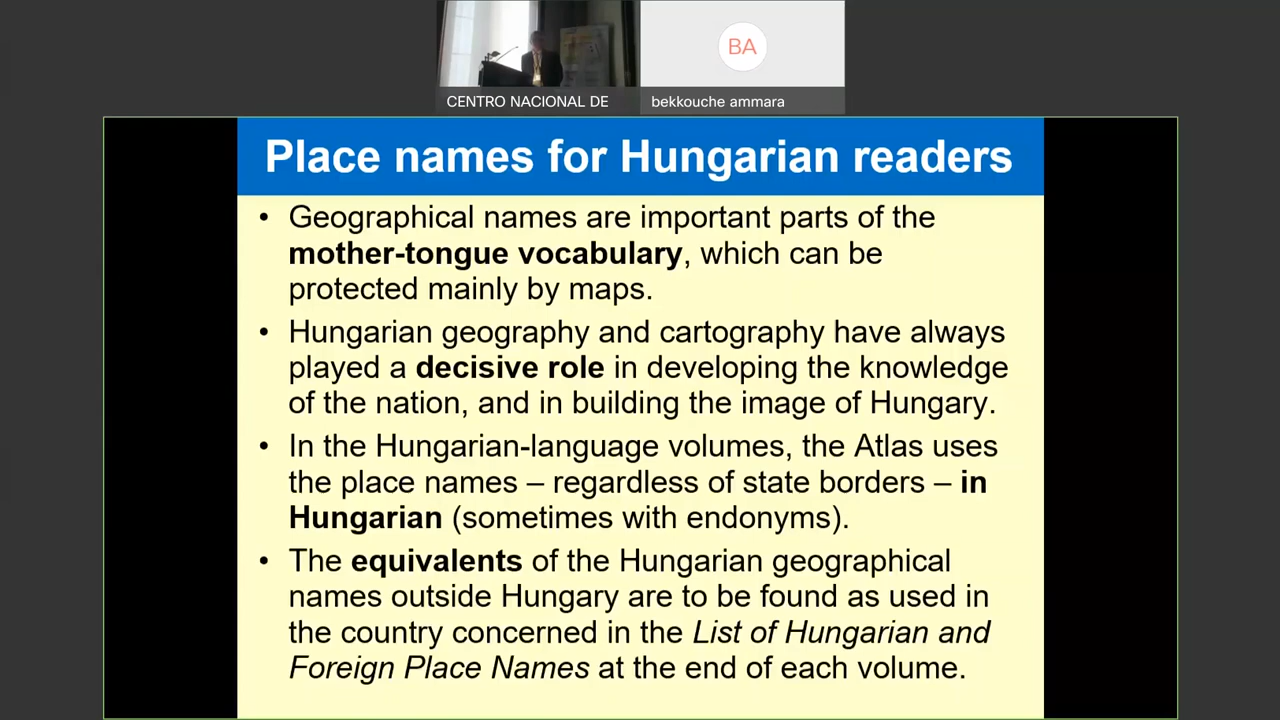 BA
CENTRO NACIONAL DE
bekkouche ammara
Place names for Hungarian readers
• Geographical names are important parts of the
mother-tongue vocabulary, which can be
protected mainly by maps.
• Hungarian geography and cartography have always
played a decisive role in developing the knowledge
of the nation, and in building the image of Hungary.
• In the Hungarian-language volumes, the Atlas uses
the place names – regardless of state borders – in
Hungarian (sometimes with endonyms).
• The equivalents of the Hungarian geographical
names outside Hungary are to be found as used in
the country concerned in the List of Hungarian and
Foreign Place Names at the end of each volume.